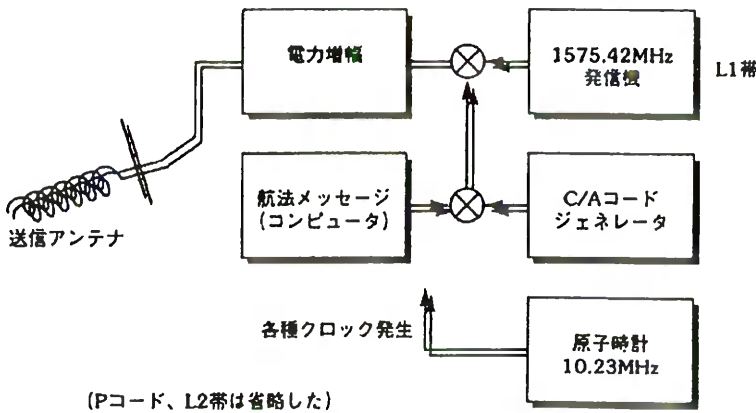 電力増幅
1575.42MHz
発信機
L1帯
航法メッセージ
(コンピュータ)
C/Aコード
ジェネレータ
送信アンテナ
各種クロック発生
原子時計
10.23MHz
(Pコード、L2帯は省略した)